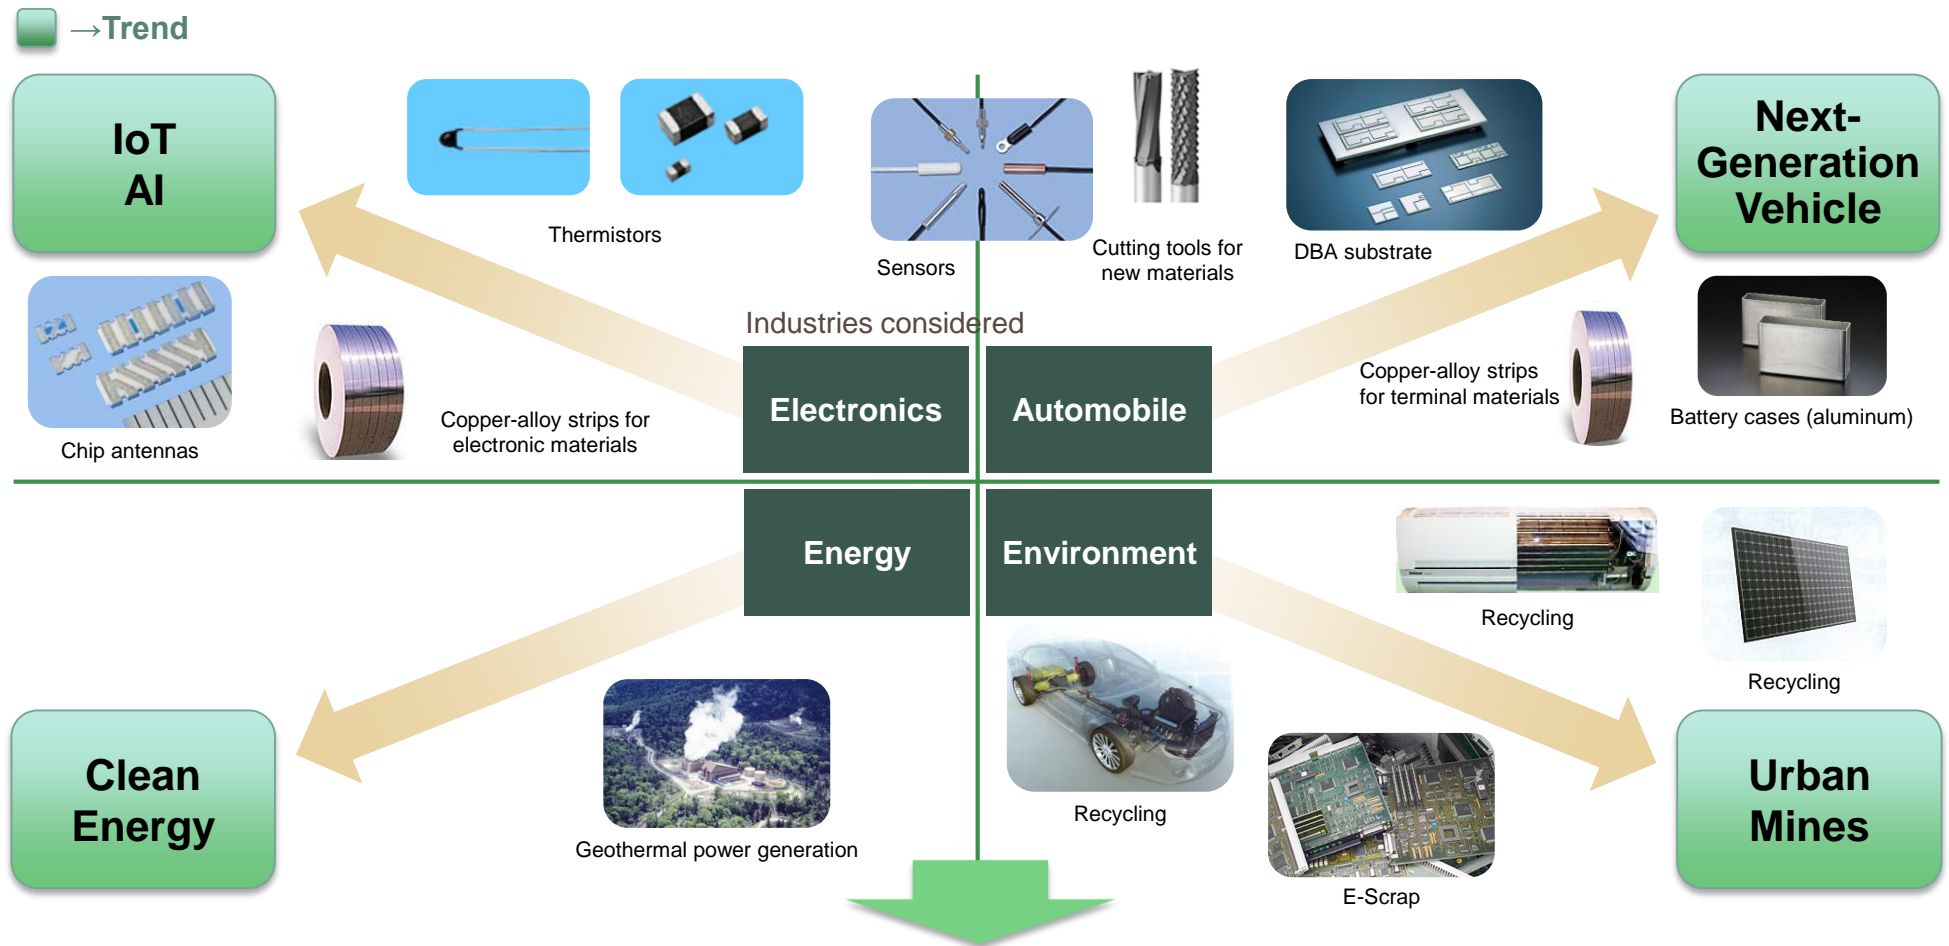 →Trend
IoT
AI
Thermistors
Sensors
Cutting tools for
new materials
DBA substrate
Next-
Generation
Vehicle
Chip antennas
Copper-alloy strips for
electronic materials
Industries considered
Electronics
Automobile
Copper-alloy strips
for terminal materials
Battery cases (aluminum)
Energy
Environment
Recycling
Recycling
Clean
Energy
Geothermal power generation
Recycling
E-Scrap
Urban
Mines